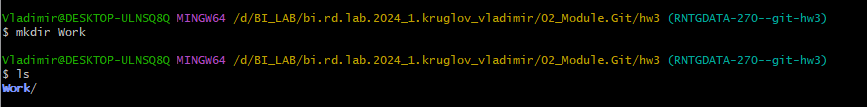 Vladimir@DESKTOP-ULNSQ8Q MINGW64 /d/BI_LAB/bi.rd.lab.2024_1.kruglov_vladimir/02_Module.Git/hw3 (RNTGDATA-270--git-hw3)
$ mkdir Work
Vladimir@DESKTOP-ULNSQ8Q MINGW64 /d/BI_LAB/bi.rd.lab.2024_1.kruglov_vladimir/02_Module.Git/hw3 (RNTGDATA-270--git-hw3)
$ ls
Work/